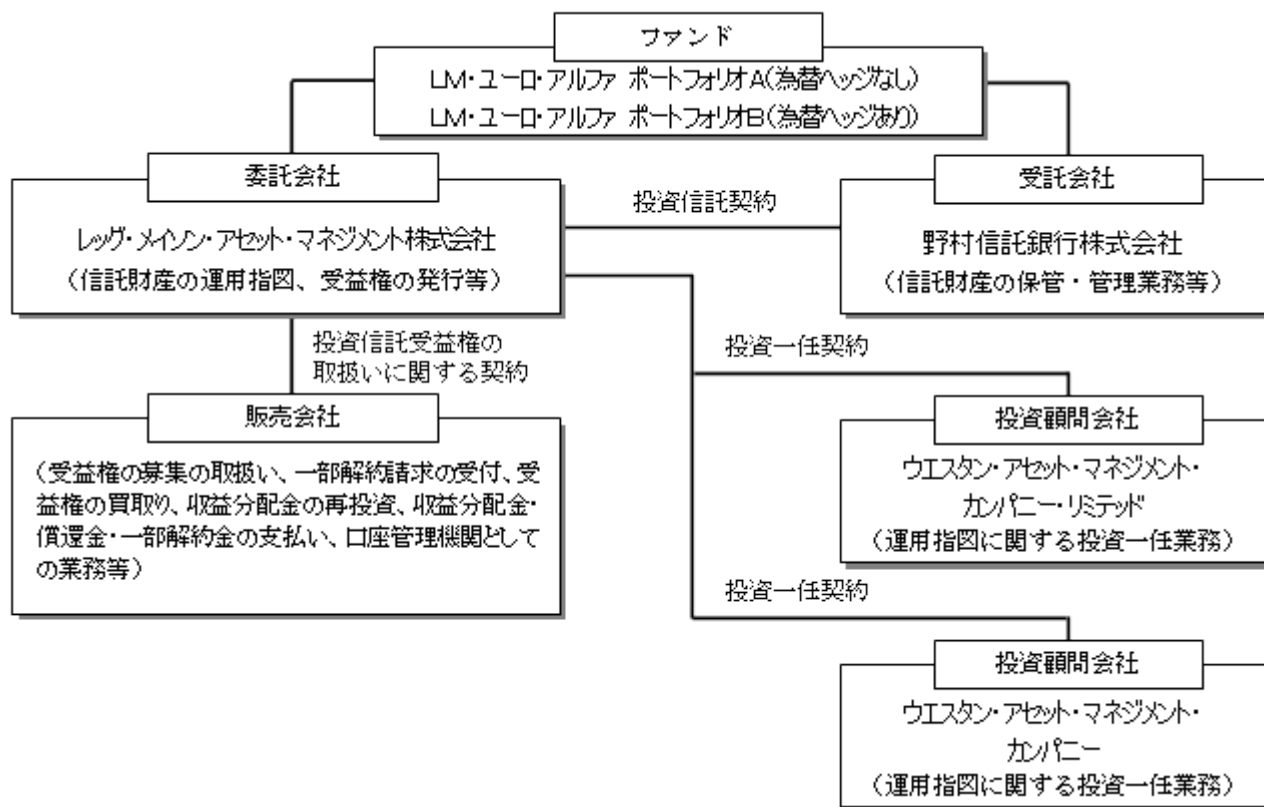 ファンド
LM・ユーロ・アルファ ポートフォリオA(為替ヘッジなし)
LM・ユーロ・アルファ ポートフォリオB(為替ヘッジあり)
委託会社
レッグ・メイソン・アセット・マネジメント株式会社
(信託財産の運用指図、受益権の発行等)
投資信託契約
受託会社
野村信託銀行株式会社
(信託財産の保管・管理業務等)
投資信託受益権の
取扱いに関する契約
投資一任契約
販売会社
(受益権の募集の取扱い、一部解約請求の受付、受
益権の買取り、収益分配金の再投資、収益分配金・
償還金・一部解約金の支払い、口座管理機関として
の業務等)
投資顧問会社
ウエスタン・アセット・マネジメント・
カンパニー・リミテッド
(運用指図に関する投資一任業務)
投資一任契約
投資顧問会社
ウエスタン・アセット・マネジメント・
カンパニー
(運用指図に関する投資一任業務)